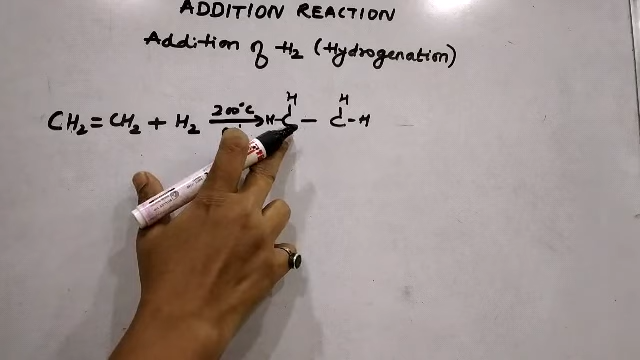 ADDITION REACTION
Addition of H₂ (Hydrogenation)
CH₂ = CH₂ + H₂ 200°C → H-C - C-H
H H